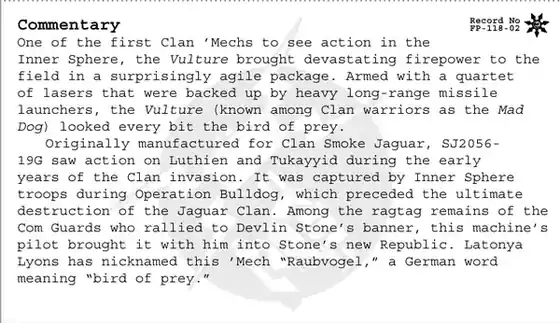 Commentary
Record No
FP-118-02
One of the first Clan ’Mechs to see action in the
Inner Sphere, the Vulture brought devastating firepower to the
field in a surprisingly agile package. Armed with a quartet
of lasers that were backed up by heavy long-range missile
launchers, the Vulture (known among Clan warriors as the Mad
Dog) looked every bit the bird of prey.
Originally manufactured for Clan Smoke Jaguar, SJ2056-
19G saw action on Luthien and Tukayyid during the early
years of the Clan invasion. It was captured by Inner Sphere
troops during Operation Bulldog, which preceded the ultimate
destruction of the Jaguar Clan. Among the ragtag remains of the
Com Guards who rallied to Devlin Stone’s banner, this machine’s
pilot brought it with him into Stone’s new Republic. Latonya
Lyons has nicknamed this ’Mech “Raubvogel,” a German word
meaning “bird of prey.”